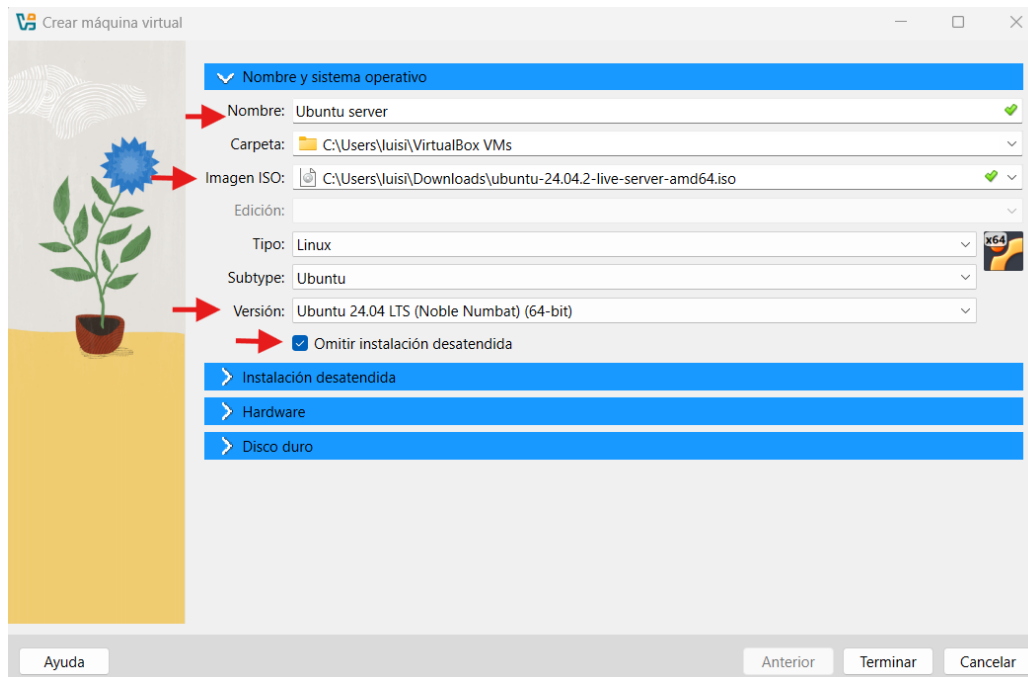 Crear máquina virtual
Nombre y sistema operativo
Nombre: Ubuntu server
Carpeta: C:\Users\luisi\VirtualBox VMs
Imagen ISO: C:\Users\luisi\Downloads\ubuntu-24.04.2-live-server-amd64.iso
Edición:
Tipo: Linux
x64
Subtype: Ubuntu
Versión: Ubuntu 24.04 LTS (Noble Numbat) (64-bit)
Omitir instalación desatendida
Instalación desatendida
Hardware
Disco duro
Ayuda Anterior Terminar Cancelar